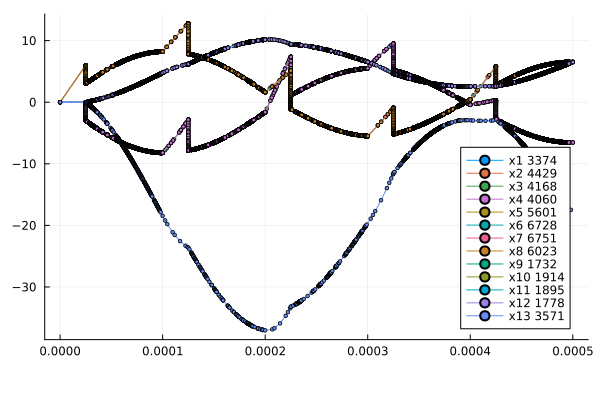 10
0
−10
−20
−30
x1 3374
x2 4429
x3 4168
x4 4060
x5 5601
x6 6728
x7 6751
x8 6023
x9 1732
x10 1914
x11 1895
x12 1778
x13 3571
0.0000 0.0001 0.0002 0.0003 0.0004 0.0005